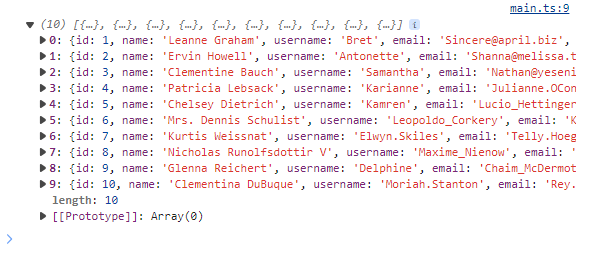 main.ts:9
(10) [{…}, {…}, {…}, {…}, {…}, {…}, {…}, {…}, {…}, {…}] i
0: {id: 1, name: 'Leanne Graham', username: 'Bret', email: 'Sincere@april.biz',
1: {id: 2, name: 'Ervin Howell', username: 'Antonette', email: 'Shanna@melissa.t
2: {id: 3, name: 'Clementine Bauch', username: 'Samantha', email: 'Nathan@yeseni
3: {id: 4, name: 'Patricia Lebsack', username: 'Karianne', email: 'Julianne.OCon
4: {id: 5, name: 'Chelsey Dietrich', username: 'Kamren', email: 'Lucio_Hettinger
5: {id: 6, name: 'Mrs. Dennis Schulist', username: 'Leopoldo_Corkery', email: 'K
6: {id: 7, name: 'Kurtis Weissnat', username: 'Elwyn.Skiles', email: 'Telly.Hoeg
7: {id: 8, name: 'Nicholas Runolfsdottir V', username: 'Maxime_Nienow', email: '
8: {id: 9, name: 'Glenna Reichert', username: 'Delphine', email: 'Chaim_McDermot
9: {id: 10, name: 'Clementina DuBuque', username: 'Moriah.Stanton', email: 'Rey.
length: 10
[[Prototype]]: Array(0)